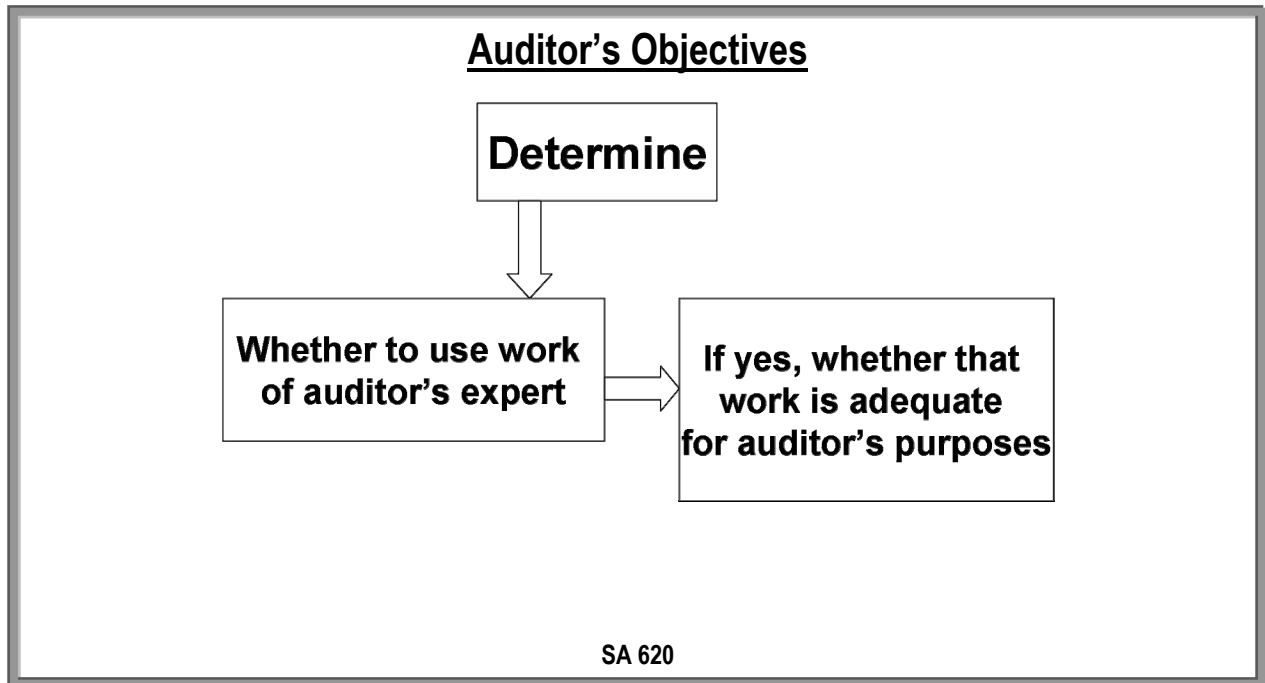 Auditor’s Objectives
Determine
Whether to use work
of auditor’s expert
If yes, whether that
work is adequate
for auditor’s purposes
SA 620